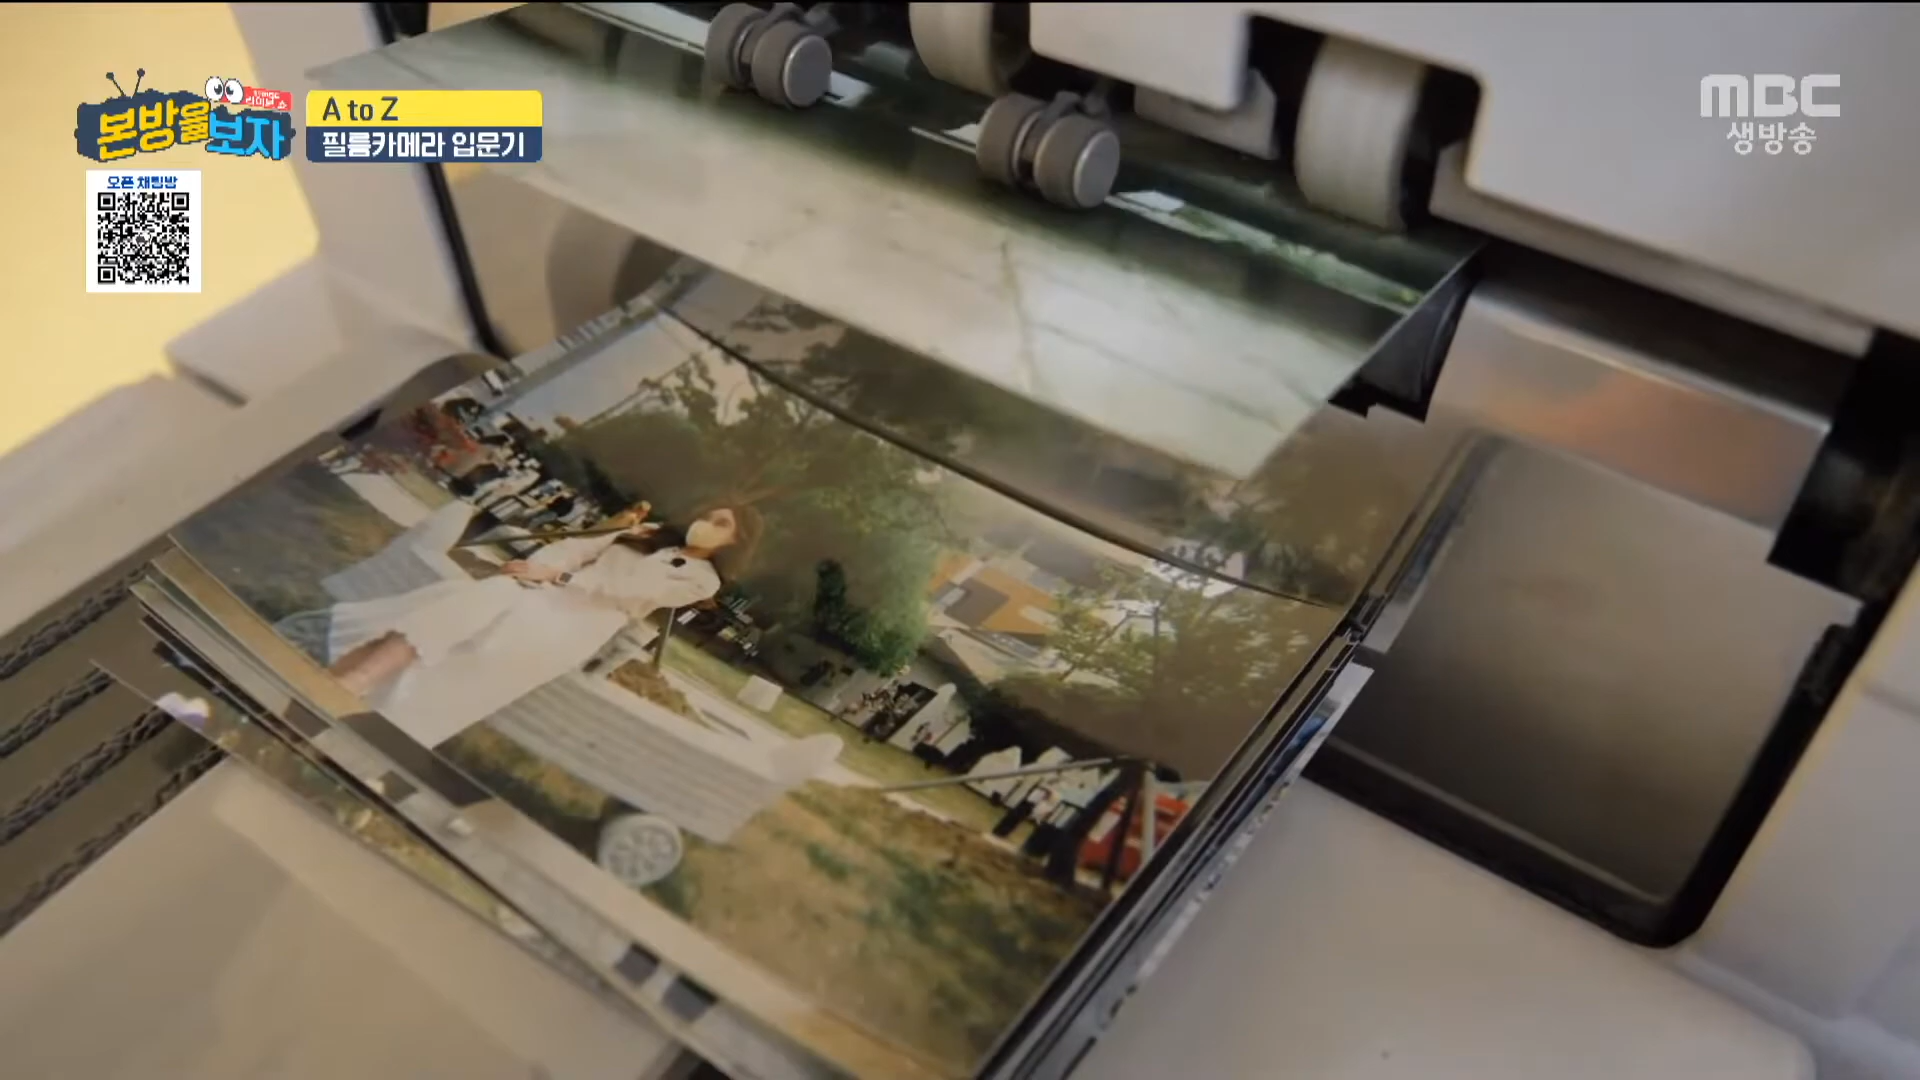 본방을보자
A to Z
필름카메라 입문기
오픈 채팅방
MBC
생방송